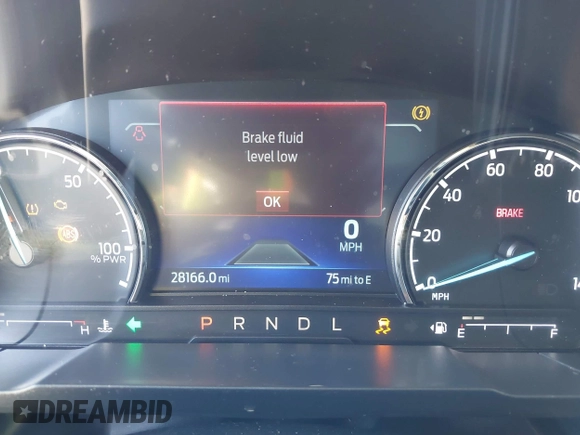 Brake fluid
level low
OK
50
100
% PWR
0
MPH
28166.0 mi
75 mi to E
0
20
40
60
80
BRAKE
MPH
H
P R N D L
E
F
DREAMBID